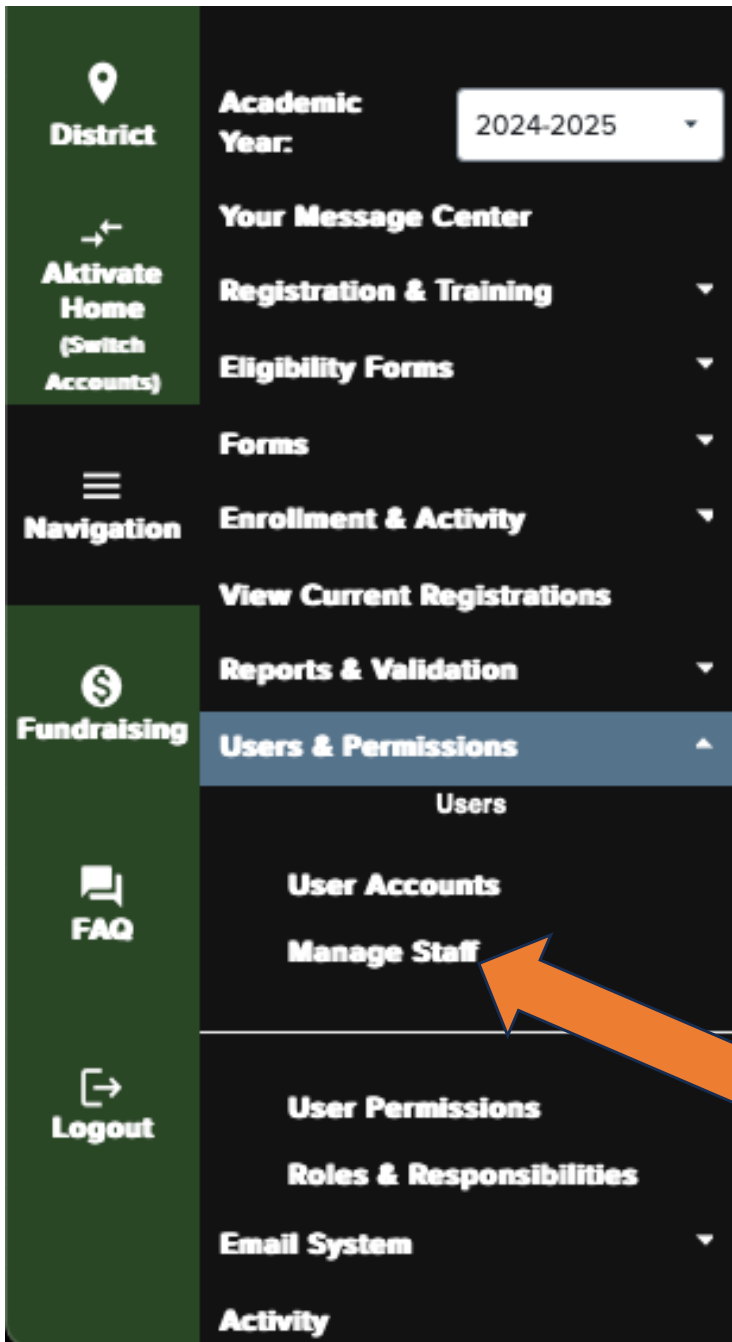 District
Aktivate
Home
(Switch
Accounts)
Navigation
Fundraising
FAQ
Logout
Academic
Year:
2024-2025
Your Message Center
Registration & Training
Eligibility Forms
Forms
Enrollment & Activity
View Current Registrations
Reports & Validation
Users & Permissions
Users
User Accounts
Manage Staff
User Permissions
Roles & Responsibilities
Email System
Activity